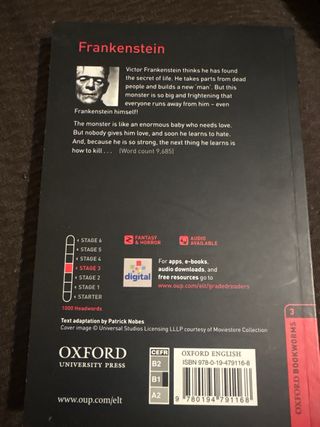 Frankenstein
Victor Frankenstein thinks he has found
the secret of life. He takes parts from dead
people and builds a new 'man'. But this
monster is so big and frightening that
everyone runs away from him – even
Frankenstein himself!
The monster is like an enormous baby who needs love.
But nobody gives him love, and soon he learns to hate.
And, because he is so strong, the next thing he learns
is how to kill . . . (Word count 9,685)
STAGE 6
STAGE 5
STAGE 4
STAGE 3
STAGE 2
STAGE 1
STARTER
1000 Headwords
FANTASY
& HORROR
AUDIO
AVAILABLE
digital
For apps, e-books,
audio downloads, and
free resources go to
www.oup.com/elt/gradedreaders
Text adaptation by Patrick Nobes
Cover image © Universal Studios Licensing LLLP courtesy of Moviestore Collection
OXFORD
UNIVERSITY PRESS
www.oup.com/elt
CEFR
B2
B1
A2
OXFORD ENGLISH
ISBN 978-0-19-479116-8
9 780194 791168
3
OXFORD BOOKWORMS